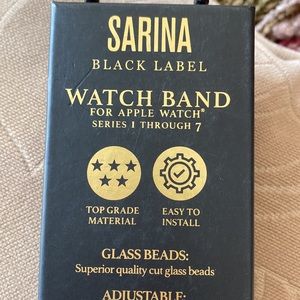 SARINA
BLACK LABEL
WATCH BAND
FOR APPLE WATCH®
SERIES 1 THROUGH 7
TOP GRADE
MATERIAL
EASY TO
INSTALL
GLASS BEADS:
Superior quality cut glass beads
ADJUSTABLE: